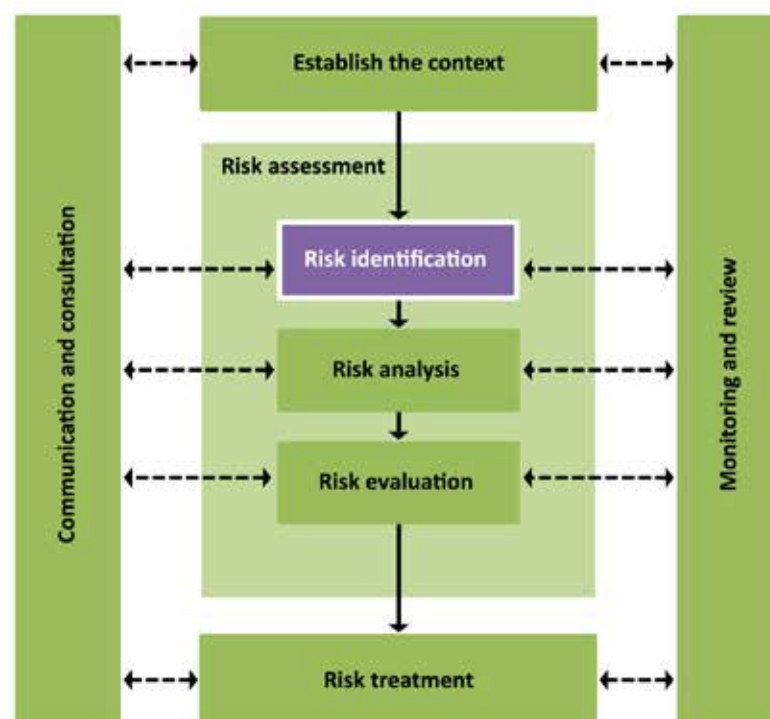 Establish the context
Risk assessment
Risk identification
Risk analysis
Risk evaluation
Risk treatment
Communication and consultation
Monitoring and review